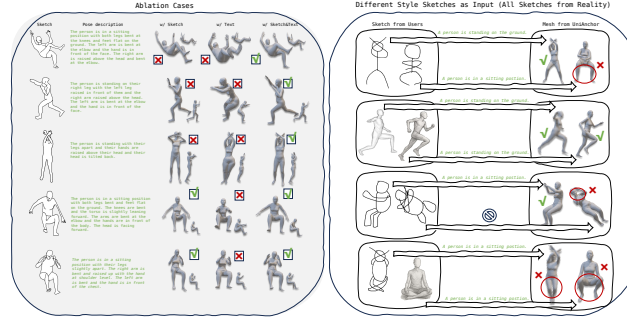 Ablation Cases
Sketch
Pose description
w/ Sketch
w/ Text
w/ Sketch&Text
The person is in a sitting
position with both legs bent at
the knees and feet flat on the
ground. The left arm is bent at
the elbow and the hand is in
front of the face. The right arm
is raised above the head and bent
at the elbow.
The person is standing on their
right leg with the left leg
raised in front of them and the
right arm raised above the head.
The left arm is bent at the elbow
and the hand is in front of the
face.
The person is standing with their
legs apart and their hands are
raised above their head and their
head is tilted back.
The person is in a sitting position
with both legs bent and feet flat
on the ground. The knees are bent
and the torso is slightly leaning
forward. The arms are bent at the
elbow and the hands are in front of
the body. The head is facing
forward.
The person is in a sitting
position with their legs
slightly apart. The right arm is
bent and raised up with the hand
at shoulder level. The left arm
is bent and the hand is in front
of the chest.
Different Style Sketches as Input (All Sketches from Reality)
Sketch from Users
Mesh from UniAnchor
A person is standing on the ground.
A person is in a sitting position.
A person is standing on the ground.
A person is standing on the ground.
A person is in a sitting position.
A person is in a sitting position.
A person is in a sitting position.